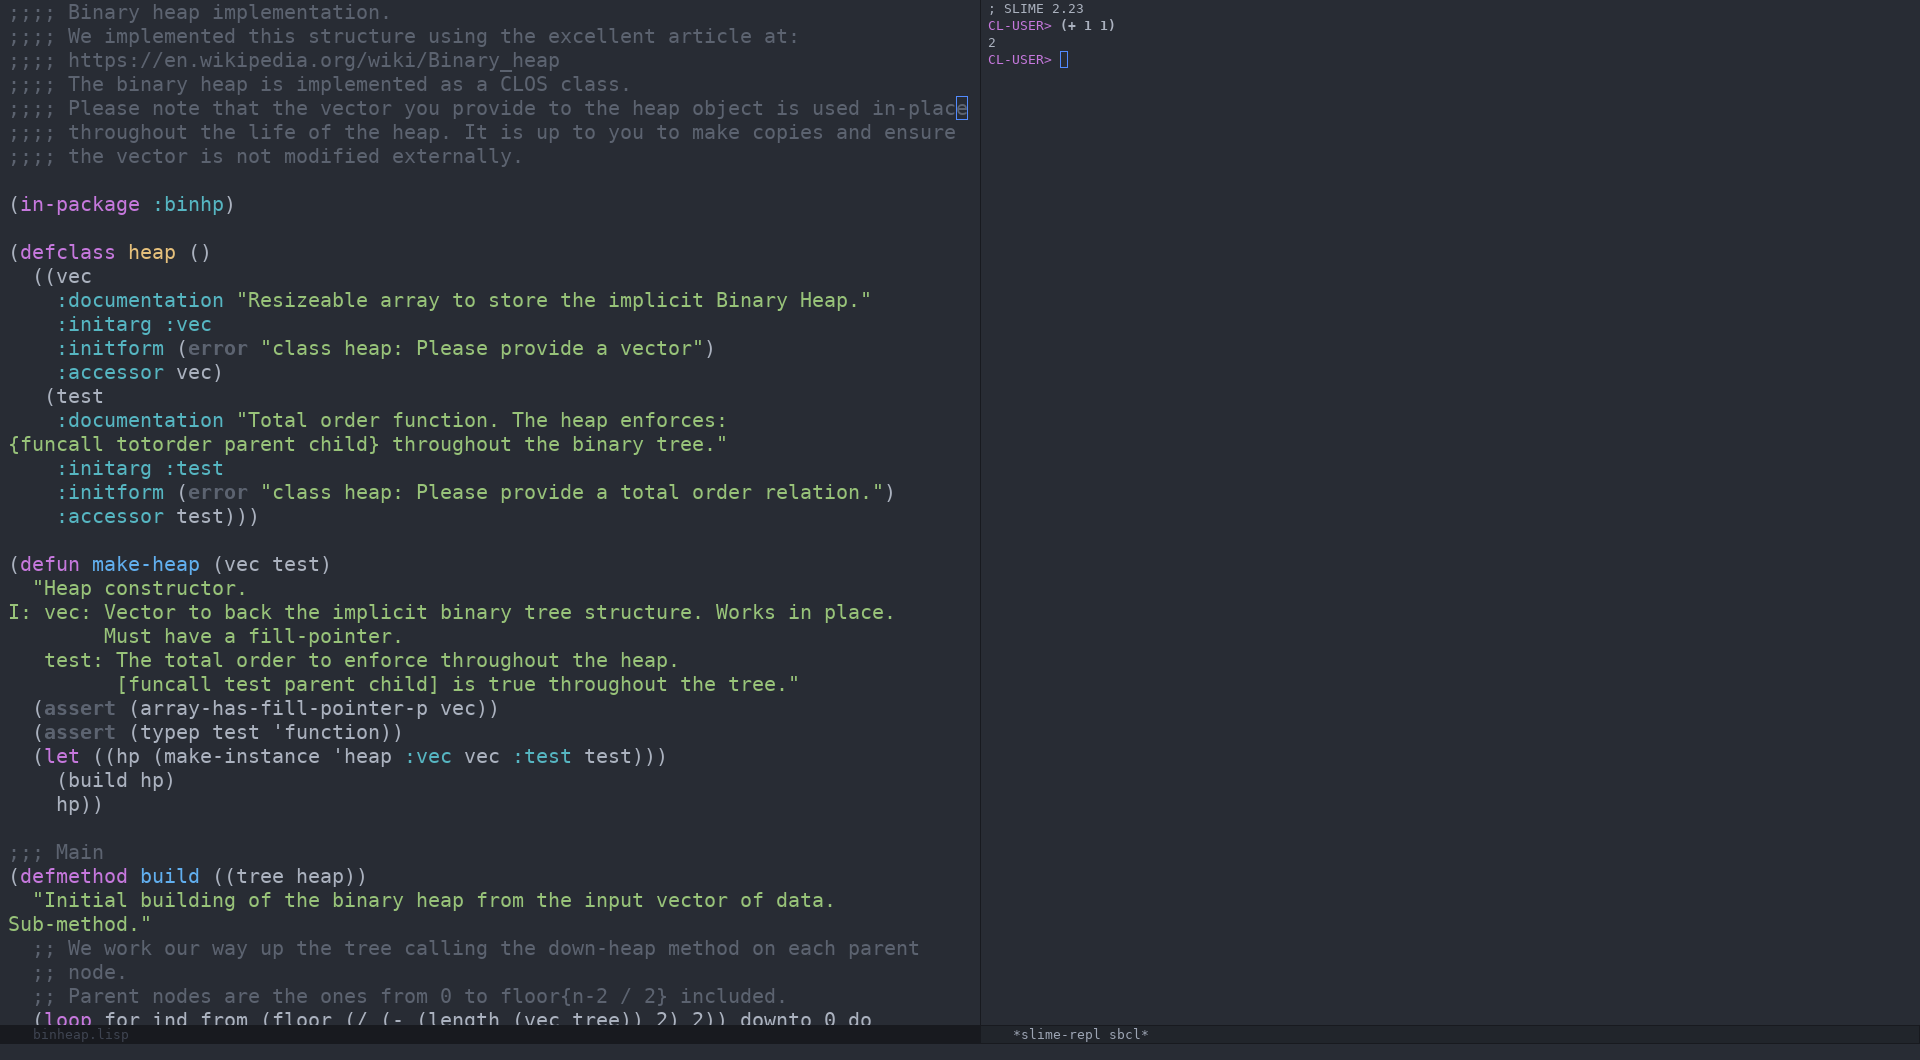 ;;;; Binary heap implementation.
;;;; We implemented this structure using the excellent article at:
;;;; https://en.wikipedia.org/wiki/Binary_heap
;;;; The binary heap is implemented as a CLOS class.
;;;; Please note that the vector you provide to the heap object is used in-place
;;;; throughout the life of the heap. It is up to you to make copies and ensure
;;;; the vector is not modified externally.

(in-package :binhp)

(defclass heap ()
  ((vec
    :documentation "Resizeable array to store the implicit Binary Heap."
    :initarg :vec
    :initform (error "class heap: Please provide a vector")
    :accessor vec)
   (test
    :documentation "Total order function. The heap enforces:
{funcall totorder parent child} throughout the binary tree."
    :initarg :test
    :initform (error "class heap: Please provide a total order relation.")
    :accessor test)))

(defun make-heap (vec test)
  "Heap constructor.
I: vec: Vector to back the implicit binary tree structure. Works in place.
        Must have a fill-pointer.
   test: The total order to enforce throughout the heap.
         [funcall test parent child] is true throughout the tree."
  (assert (array-has-fill-pointer-p vec))
  (assert (typep test 'function))
  (let ((hp (make-instance 'heap :vec vec :test test)))
    (build hp)
    hp))

;;; Main
(defmethod build ((tree heap))
  "Initial building of the binary heap from the input vector of data.
Sub-method."
  ;; We work our way up the tree calling the down-heap method on each parent
  ;; node.
  ;; Parent nodes are the ones from 0 to floor{n-2 / 2} included.
  (loop for ind from (floor (/ (- (length (vec tree)) 2) 2)) downto 0 do
binheap.lisp
; SLIME 2.23
CL-USER> (+ 1 1)
2
CL-USER>
*slime-repl sbcl*